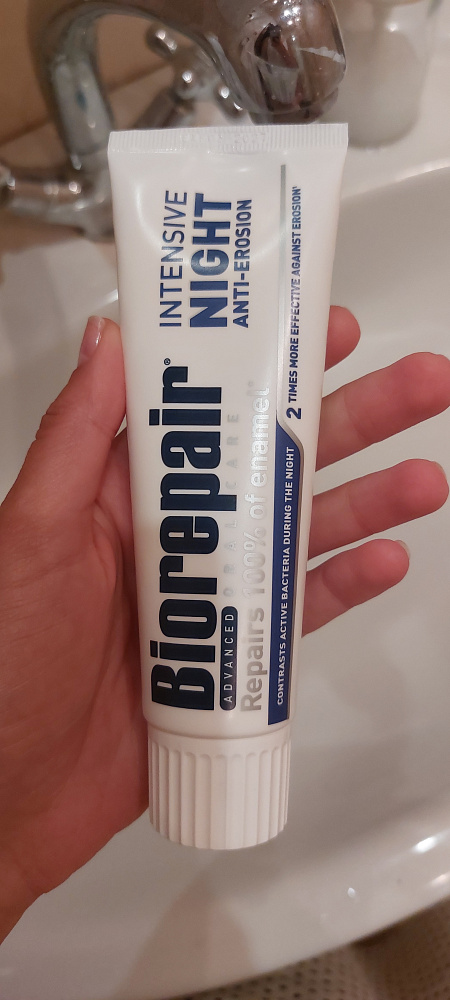 Biorepair®
ADVANCED ORAL CARE
Repairs 100% of enamel*
INTENSIVE
NIGHT
ANTI-EROSION
CONTRASTS ACTIVE BACTERIA DURING THE NIGHT
2 TIMES MORE EFFECTIVE AGAINST EROSION¹